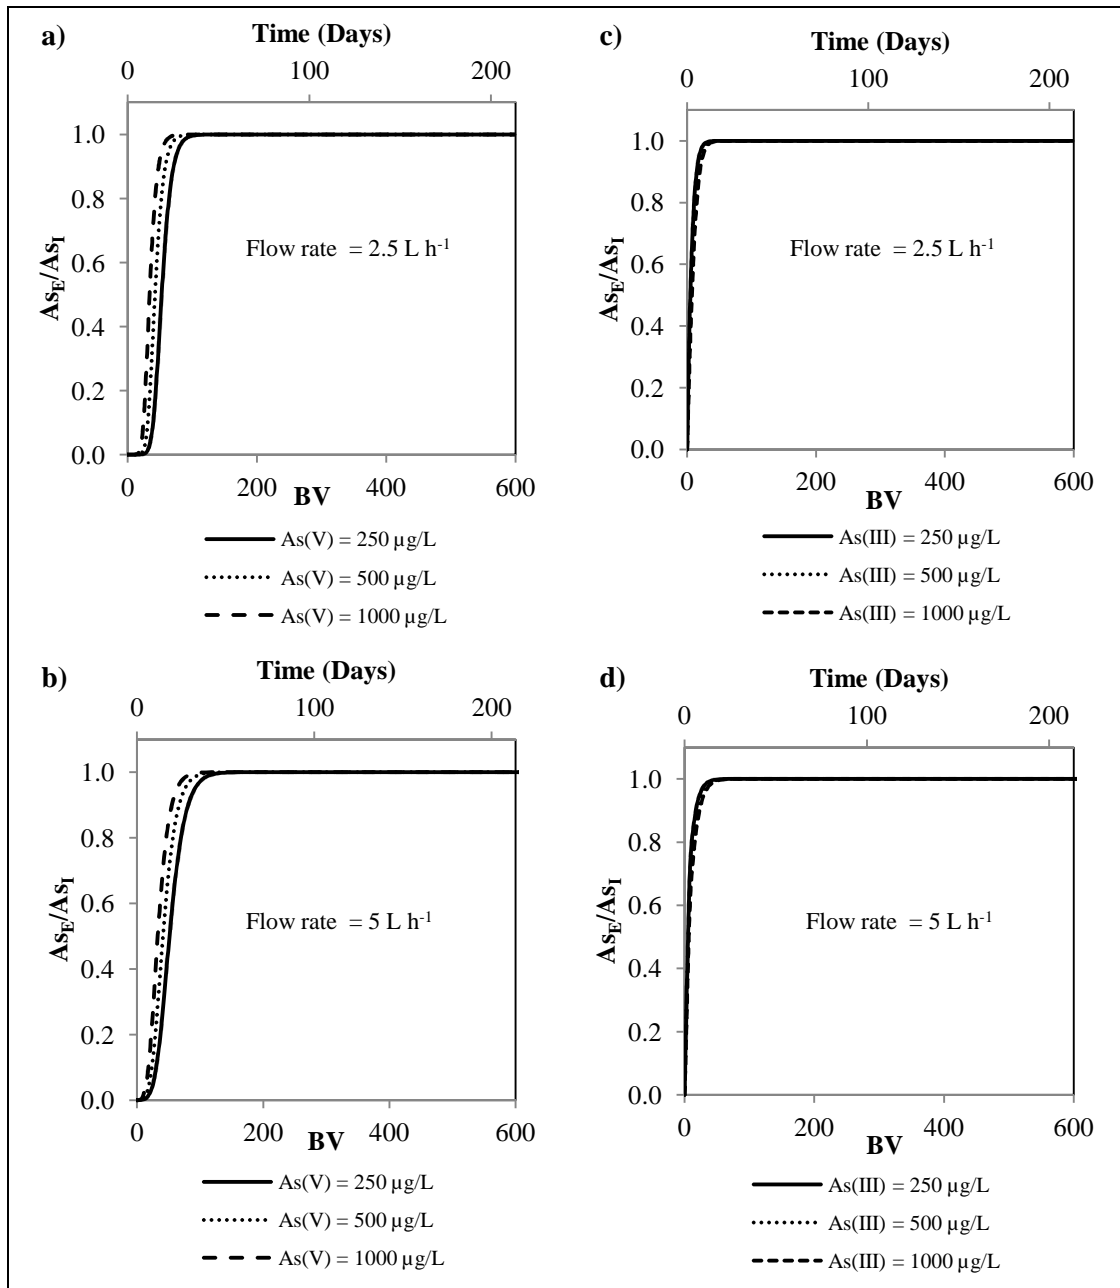 a)
Time (Days)
0 100 200
1.0
0.8
0.6
0.4
0.2
0.0
As_E/As_I
Flow rate = 2.5 L h⁻¹
0 200 400 600
BV
As(V) = 250 µg/L
As(V) = 500 µg/L
As(V) = 1000 µg/L
c)
Time (Days)
0 100 200
1.0
0.8
0.6
0.4
0.2
0.0
As_E/As_I
Flow rate = 2.5 L h⁻¹
0 200 400 600
BV
As(III) = 250 µg/L
As(III) = 500 µg/L
As(III) = 1000 µg/L
b)
Time (Days)
0 100 200
1.0
0.8
0.6
0.4
0.2
0.0
As_E/As_I
Flow rate = 5 L h⁻¹
0 200 400 600
BV
As(V) = 250 µg/L
As(V) = 500 µg/L
As(V) = 1000 µg/L
d)
Time (Days)
0 100 200
1.0
0.8
0.6
0.4
0.2
0.0
As_E/As_I
Flow rate = 5 L h⁻¹
0 200 400 600
BV
As(III) = 250 µg/L
As(III) = 500 µg/L
As(III) = 1000 µg/L